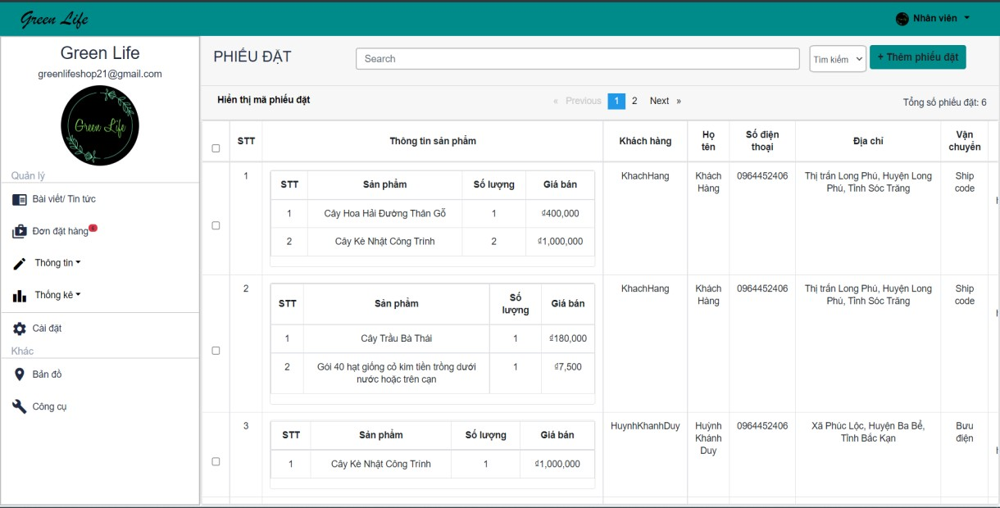 Green Life
Nhân viên
Green Life
greenlifeshop21@gmail.com
Green Life
Quản lý
Bài viết/ Tin tức
Đơn đặt hàng 6
Thông tin
Thống kê
Cài đặt
Khác
Bản đồ
Công cụ
PHIẾU ĐẶT
Search
Tìm kiếm
+ Thêm phiếu đặt
Hiển thị mã phiếu đặt
« Previous 1 2 Next »
Tổng số phiếu đặt: 6
STT Thông tin sản phẩm Khách hàng Họ tên Số điện thoại Địa chỉ Vận chuyển
1
STT Sản phẩm Số lượng Giá bán
1 Cây Hoa Hải Đường Thân Gỗ 1 ₫400,000
2 Cây Kè Nhật Công Trình 2 ₫1,000,000
KhachHang
Khách
Hàng
0964452406
Thị trấn Long Phú, Huyện Long
Phú, Tỉnh Sóc Trăng
Ship
code
2
STT Sản phẩm Số lượng Giá bán
1 Cây Trầu Bà Thái 1 ₫180,000
2 Gói 40 hạt giống cỏ kim tiền trồng dưới
nước hoặc trên cạn
1 ₫7,500
KhachHang
Khách
Hàng
0964452406
Thị trấn Long Phú, Huyện Long
Phú, Tỉnh Sóc Trăng
Ship
code
3
STT Sản phẩm Số lượng Giá bán
1 Cây Kè Nhật Công Trình 1 ₫1,000,000
HuynhKhanhDuy
Huỳnh
Khánh
Duy
0964452406
Xã Phúc Lộc, Huyện Ba Bể,
Tỉnh Bắc Kạn
Bưu
điện